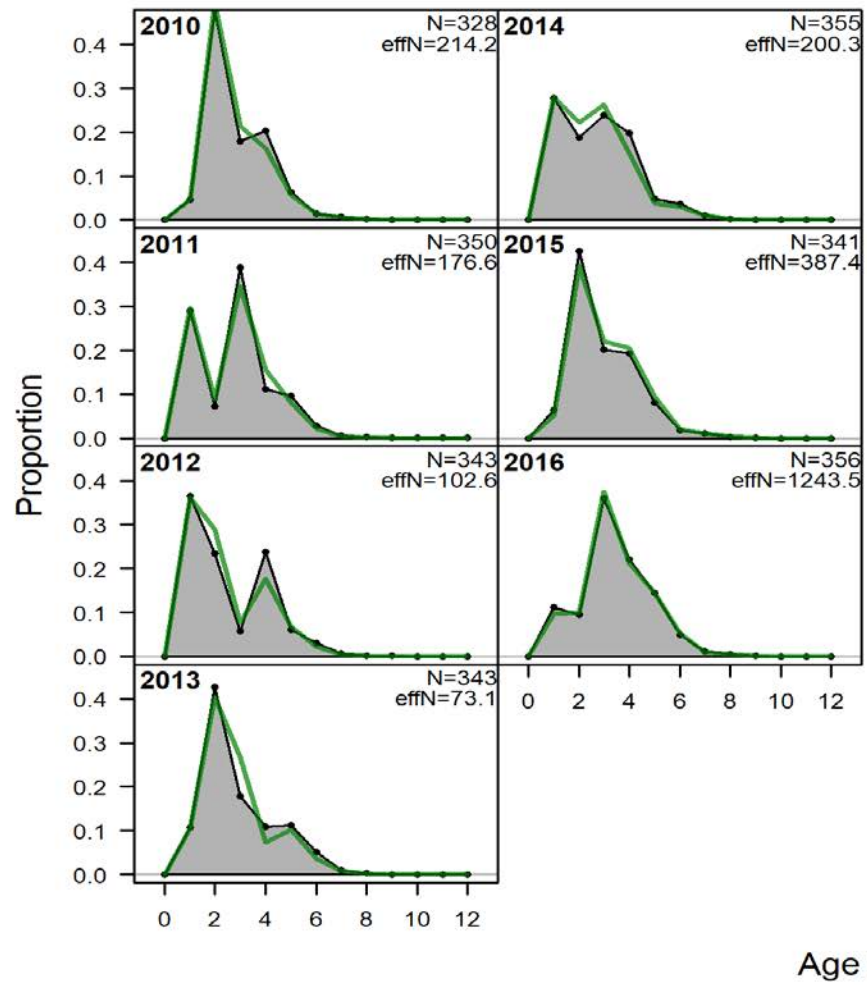 Proportion
2010
N=328
effN=214.2
0.4
0.3
0.2
0.1
0.0
2014
N=355
effN=200.3
2011
N=350
effN=176.6
0.4
0.3
0.2
0.1
0.0
2015
N=341
effN=387.4
2012
N=343
effN=102.6
0.4
0.3
0.2
0.1
0.0
2016
N=356
effN=1243.5
0 2 4 6 8 10 12
2013
N=343
effN=73.1
0.4
0.3
0.2
0.1
0.0
0 2 4 6 8 10 12
Age